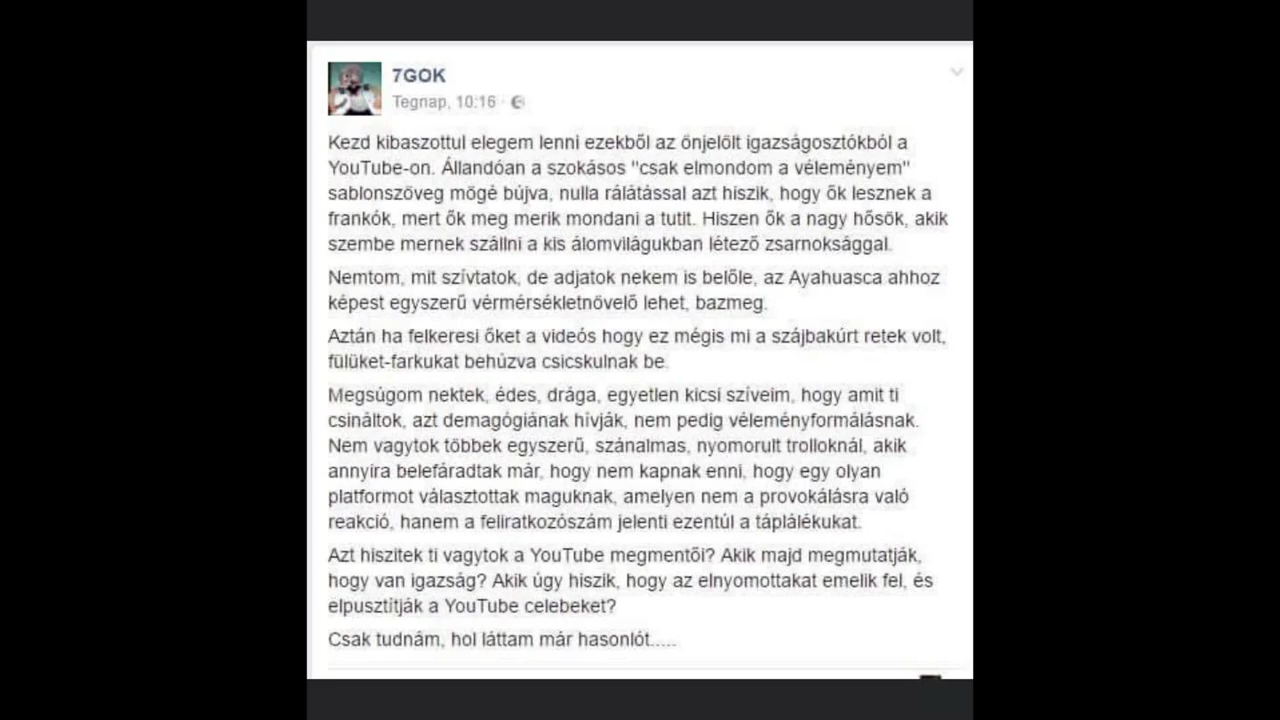 7GOK
Tegnap, 10:16 ·
Kezd kibaszottul elegem lenni ezekből az önjelölt igazságosztókból a
YouTube-on. Állandóan a szokásos "csak elmondom a véleményem"
sablonszöveg mögé bújva, nulla rálátással azt hiszik, hogy ők lesznek a
frankók, mert ők meg merik mondani a tutit. Hiszen ők a nagy hősök, akik
szembe mernek szállni a kis álomvilágukban létező zsarnoksággal.
Nemtom, mit szívtatok, de adjatok nekem is belőle, az Ayahuasca ahhoz
képest egyszerű vérmérsékletnövelő lehet, bazmeg.
Aztán ha felkeresi őket a videós hogy ez mégis mi a szájbakúrt retek volt,
fülüket-farkukat behúzva csicskulnak be.
Megsúgom nektek, édes, drága, egyetlen kicsi szíveim, hogy amit ti
csináltok, azt demagógiának hívják, nem pedig véleményformálásnak.
Nem vagytok többek egyszerű, szánalmas, nyomorult trolloknál, akik
annyira belefáradtak már, hogy nem kapnak enni, hogy egy olyan
platformot választottak maguknak, amelyen nem a provokálásra való
reakció, hanem a feliratkozószám jelenti ezentúl a táplálékukat.
Azt hiszitek ti vagytok a YouTube megmentői? Akik majd megmutatják,
hogy van igazság? Akik úgy hiszik, hogy az elnyomottakat emelik fel, és
elpusztítják a YouTube celebeket?
Csak tudnám, hol láttam már hasonlót.....